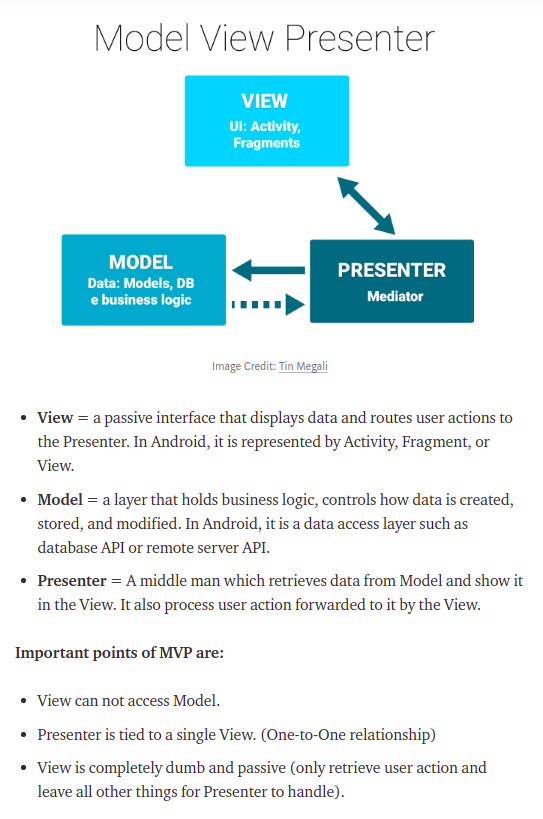 Model View Presenter
VIEW
UI: Activity,
Fragments
MODEL
Data: Models, DB
e business logic
PRESENTER
Mediator
Image Credit: Tin Megali
• View = a passive interface that displays data and routes user actions to
the Presenter. In Android, it is represented by Activity, Fragment, or
View.
• Model = a layer that holds business logic, controls how data is created,
stored, and modified. In Android, it is a data access layer such as
database API or remote server API.
• Presenter = A middle man which retrieves data from Model and show it
in the View. It also process user action forwarded to it by the View.
Important points of MVP are:
• View can not access Model.
• Presenter is tied to a single View. (One-to-One relationship)
• View is completely dumb and passive (only retrieve user action and
leave all other things for Presenter to handle).